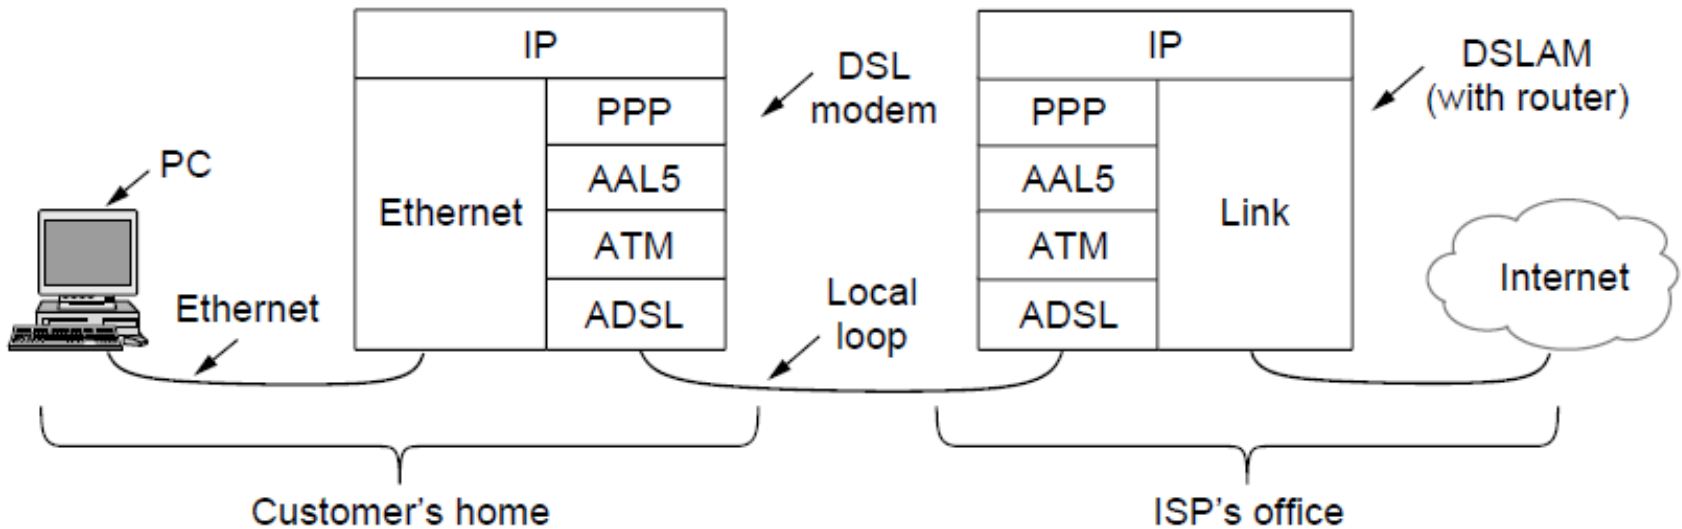 IP
IP
DSL
modem
DSLAM
(with router)
PPP
PPP
PC
AAL5
AAL5
Ethernet
Link
ATM
ATM
Internet
Ethernet
Local
loop
ADSL
ADSL
Customer's home
ISP's office